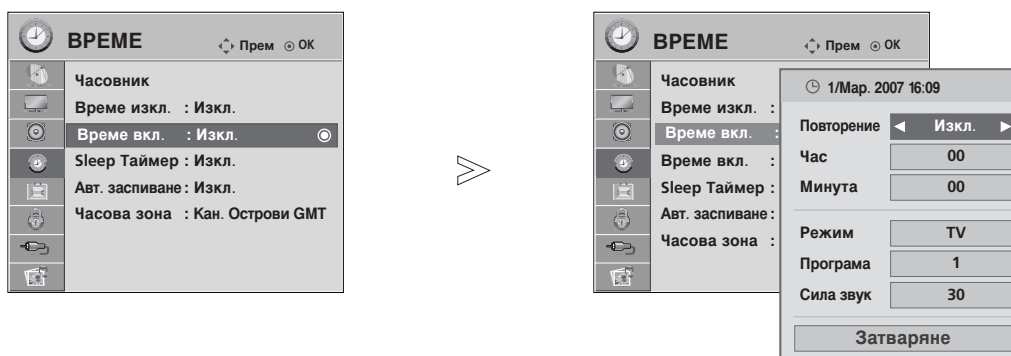 ВРЕМЕ
Прем ОК
Часовник
Време изкл. : Изкл.
Време вкл. : Изкл.
Sleep Таймер : Изкл.
Авт. заспиване : Изкл.
Часова зона : Кан. Острови GMT
ВРЕМЕ
Прем ОК
Часовник
Време изкл. :
Време вкл. :
Време вкл. :
Sleep Таймер :
Авт. заспиване :
Часова зона :
1/Мар. 2007 16:09
Повторение ◀ Изкл. ▶
Час 00
Минута 00
Режим TV
Програма 1
Сила звук 30
Затваряне